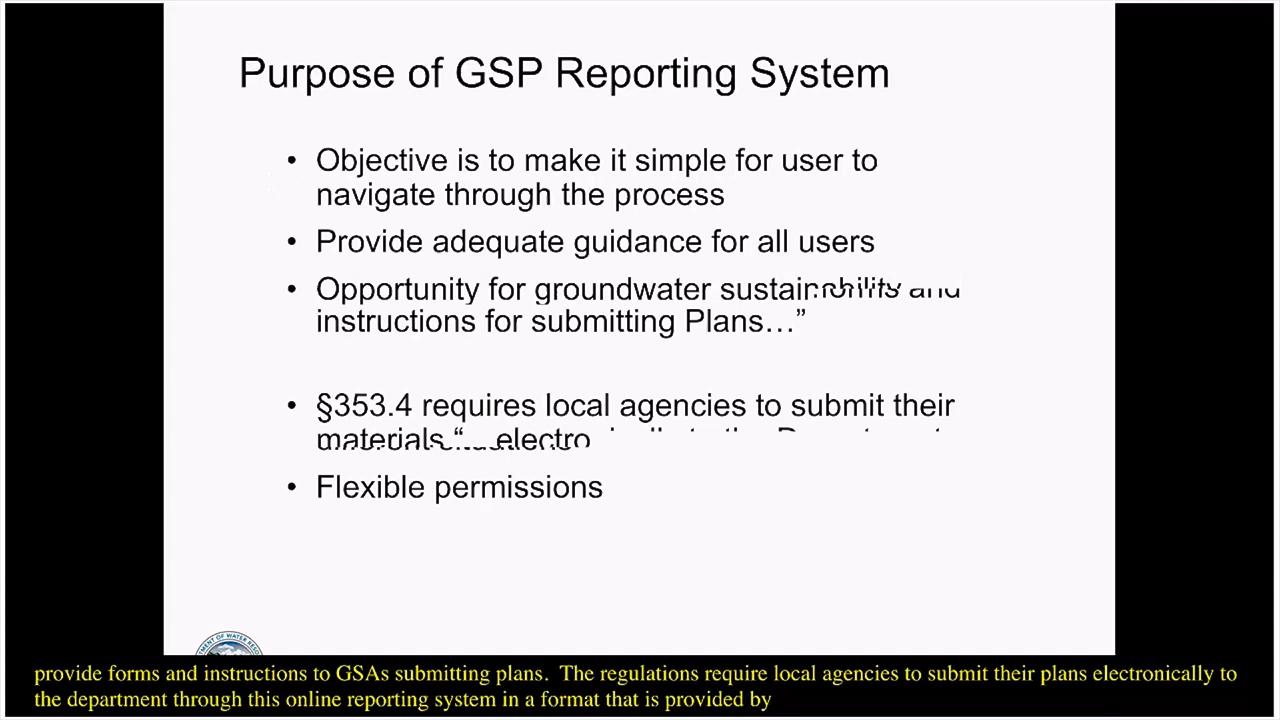 Purpose of GSP Reporting System
• Objective is to make it simple for user to
navigate through the process
• Provide adequate guidance for all users
• Opportunity for groundwater and
instructions for submitting Plans…”
• §353.4 requires local agencies to submit their
materials “
• Flexible permissions
provide forms and instructions to GSAs submitting plans. The regulations require local agencies to submit their plans electronically to
the department through this online reporting system in a format that is provided by